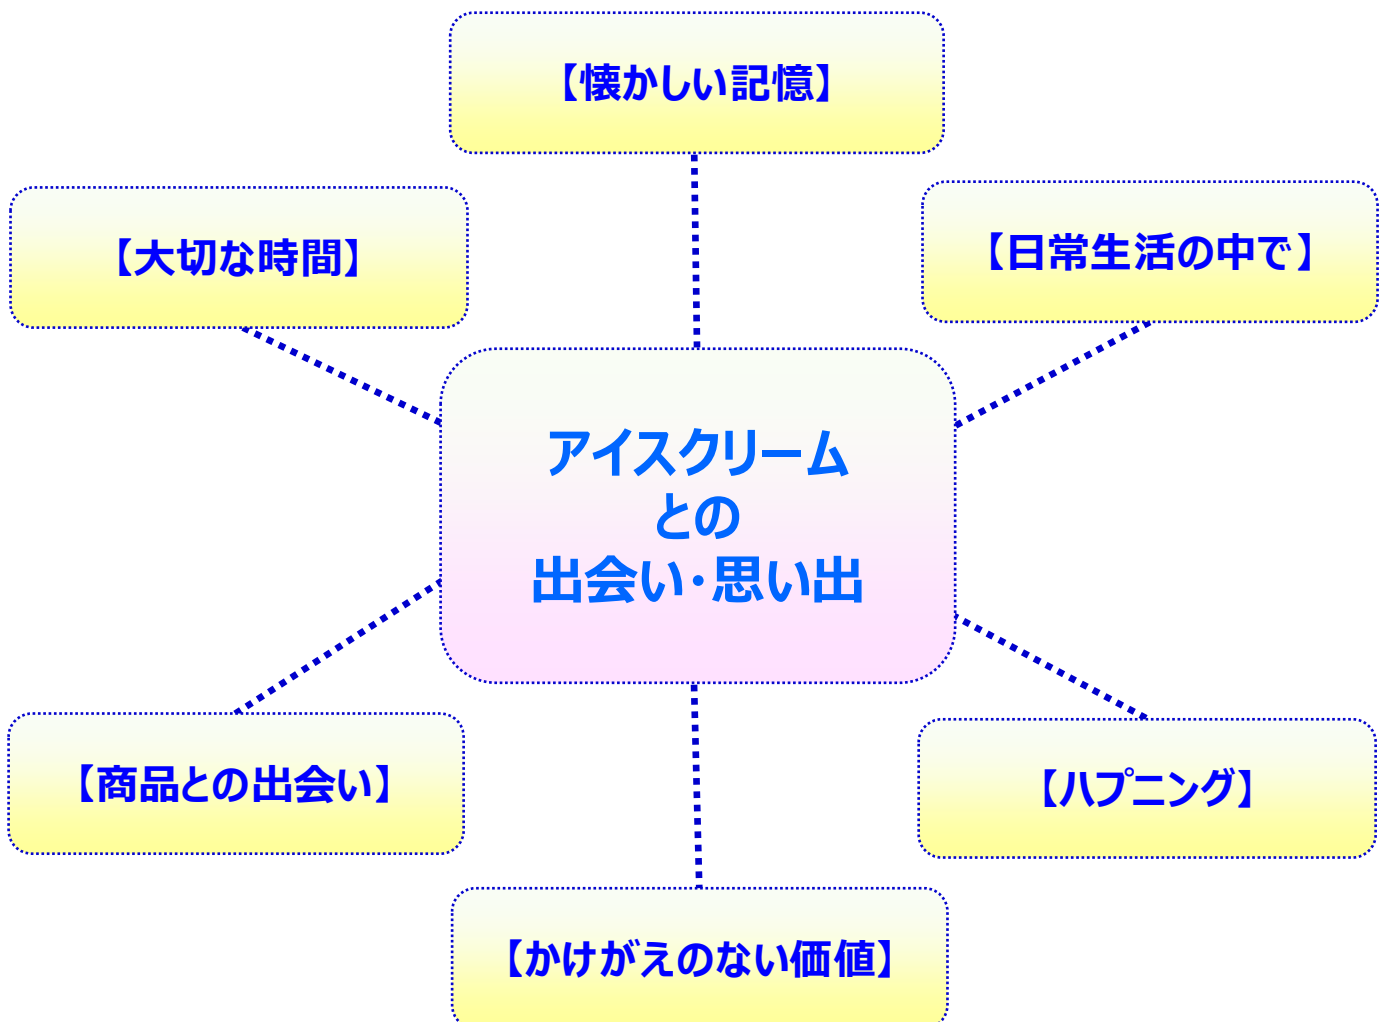 【懐かしい記憶】
【大切な時間】
【日常生活の中で】
アイスクリーム
との
出会い・思い出
【商品との出会い】
【ハプニング】
【かけがえのない価値】